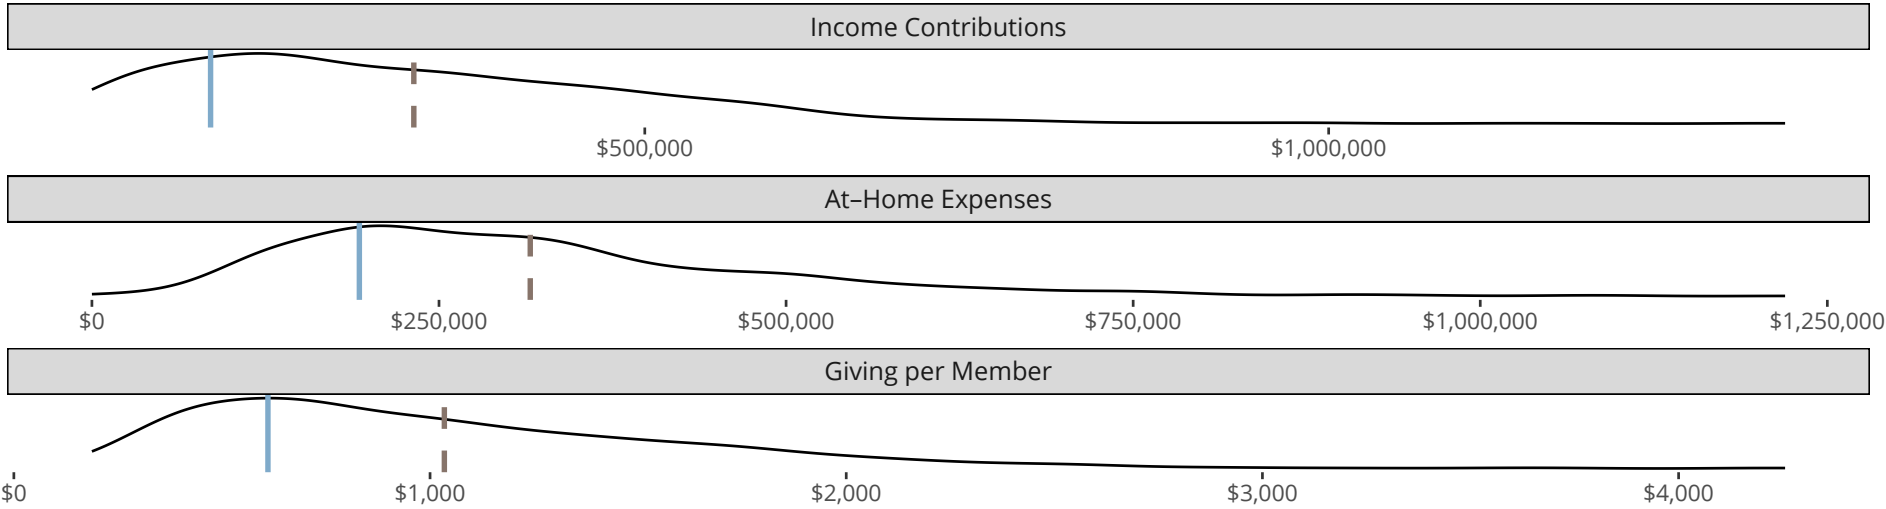 Income Contributions
$500,000 $1,000,000
At–Home Expenses
$0 $250,000 $500,000 $750,000 $1,000,000 $1,250,000
Giving per Member
$0 $1,000 $2,000 $3,000 $4,000